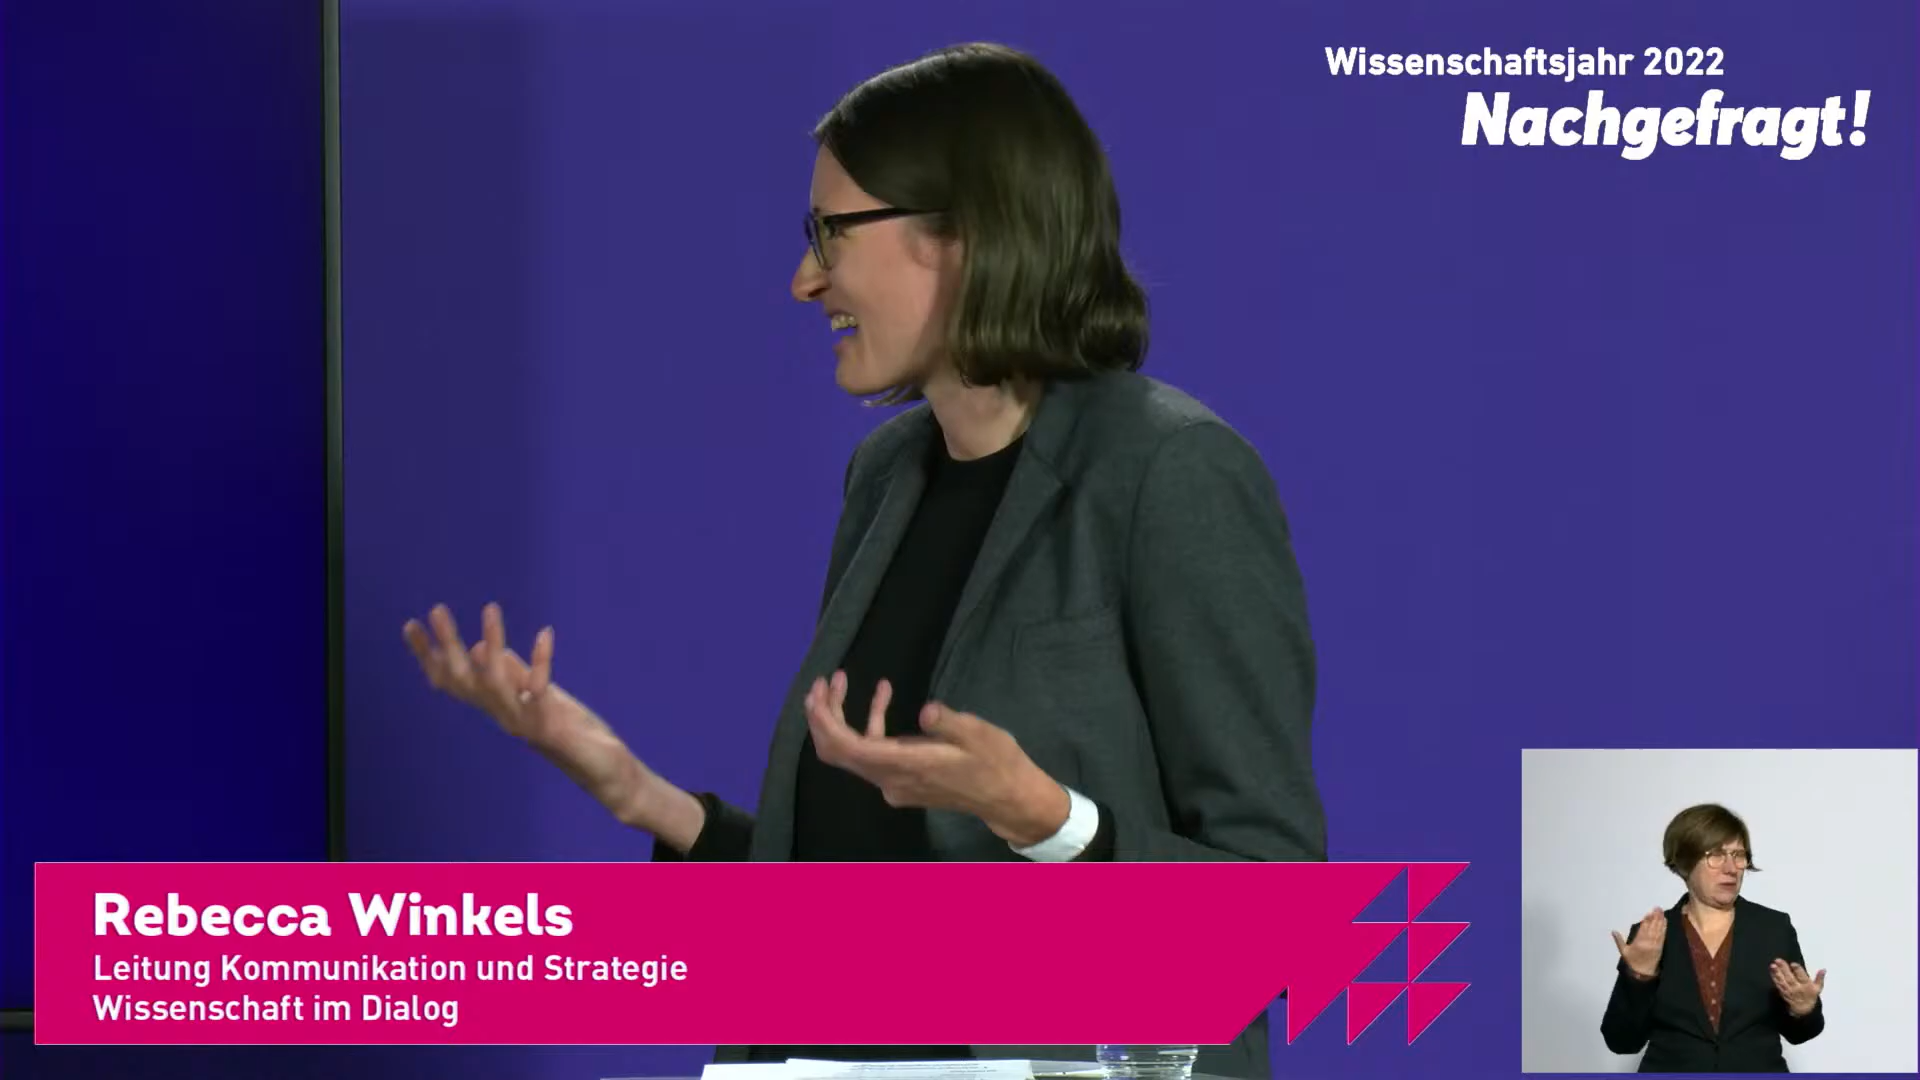 Wissenschaftsjahr 2022
Nachgefragt!
Rebecca Winkels
Leitung Kommunikation und Strategie
Wissenschaft im Dialog